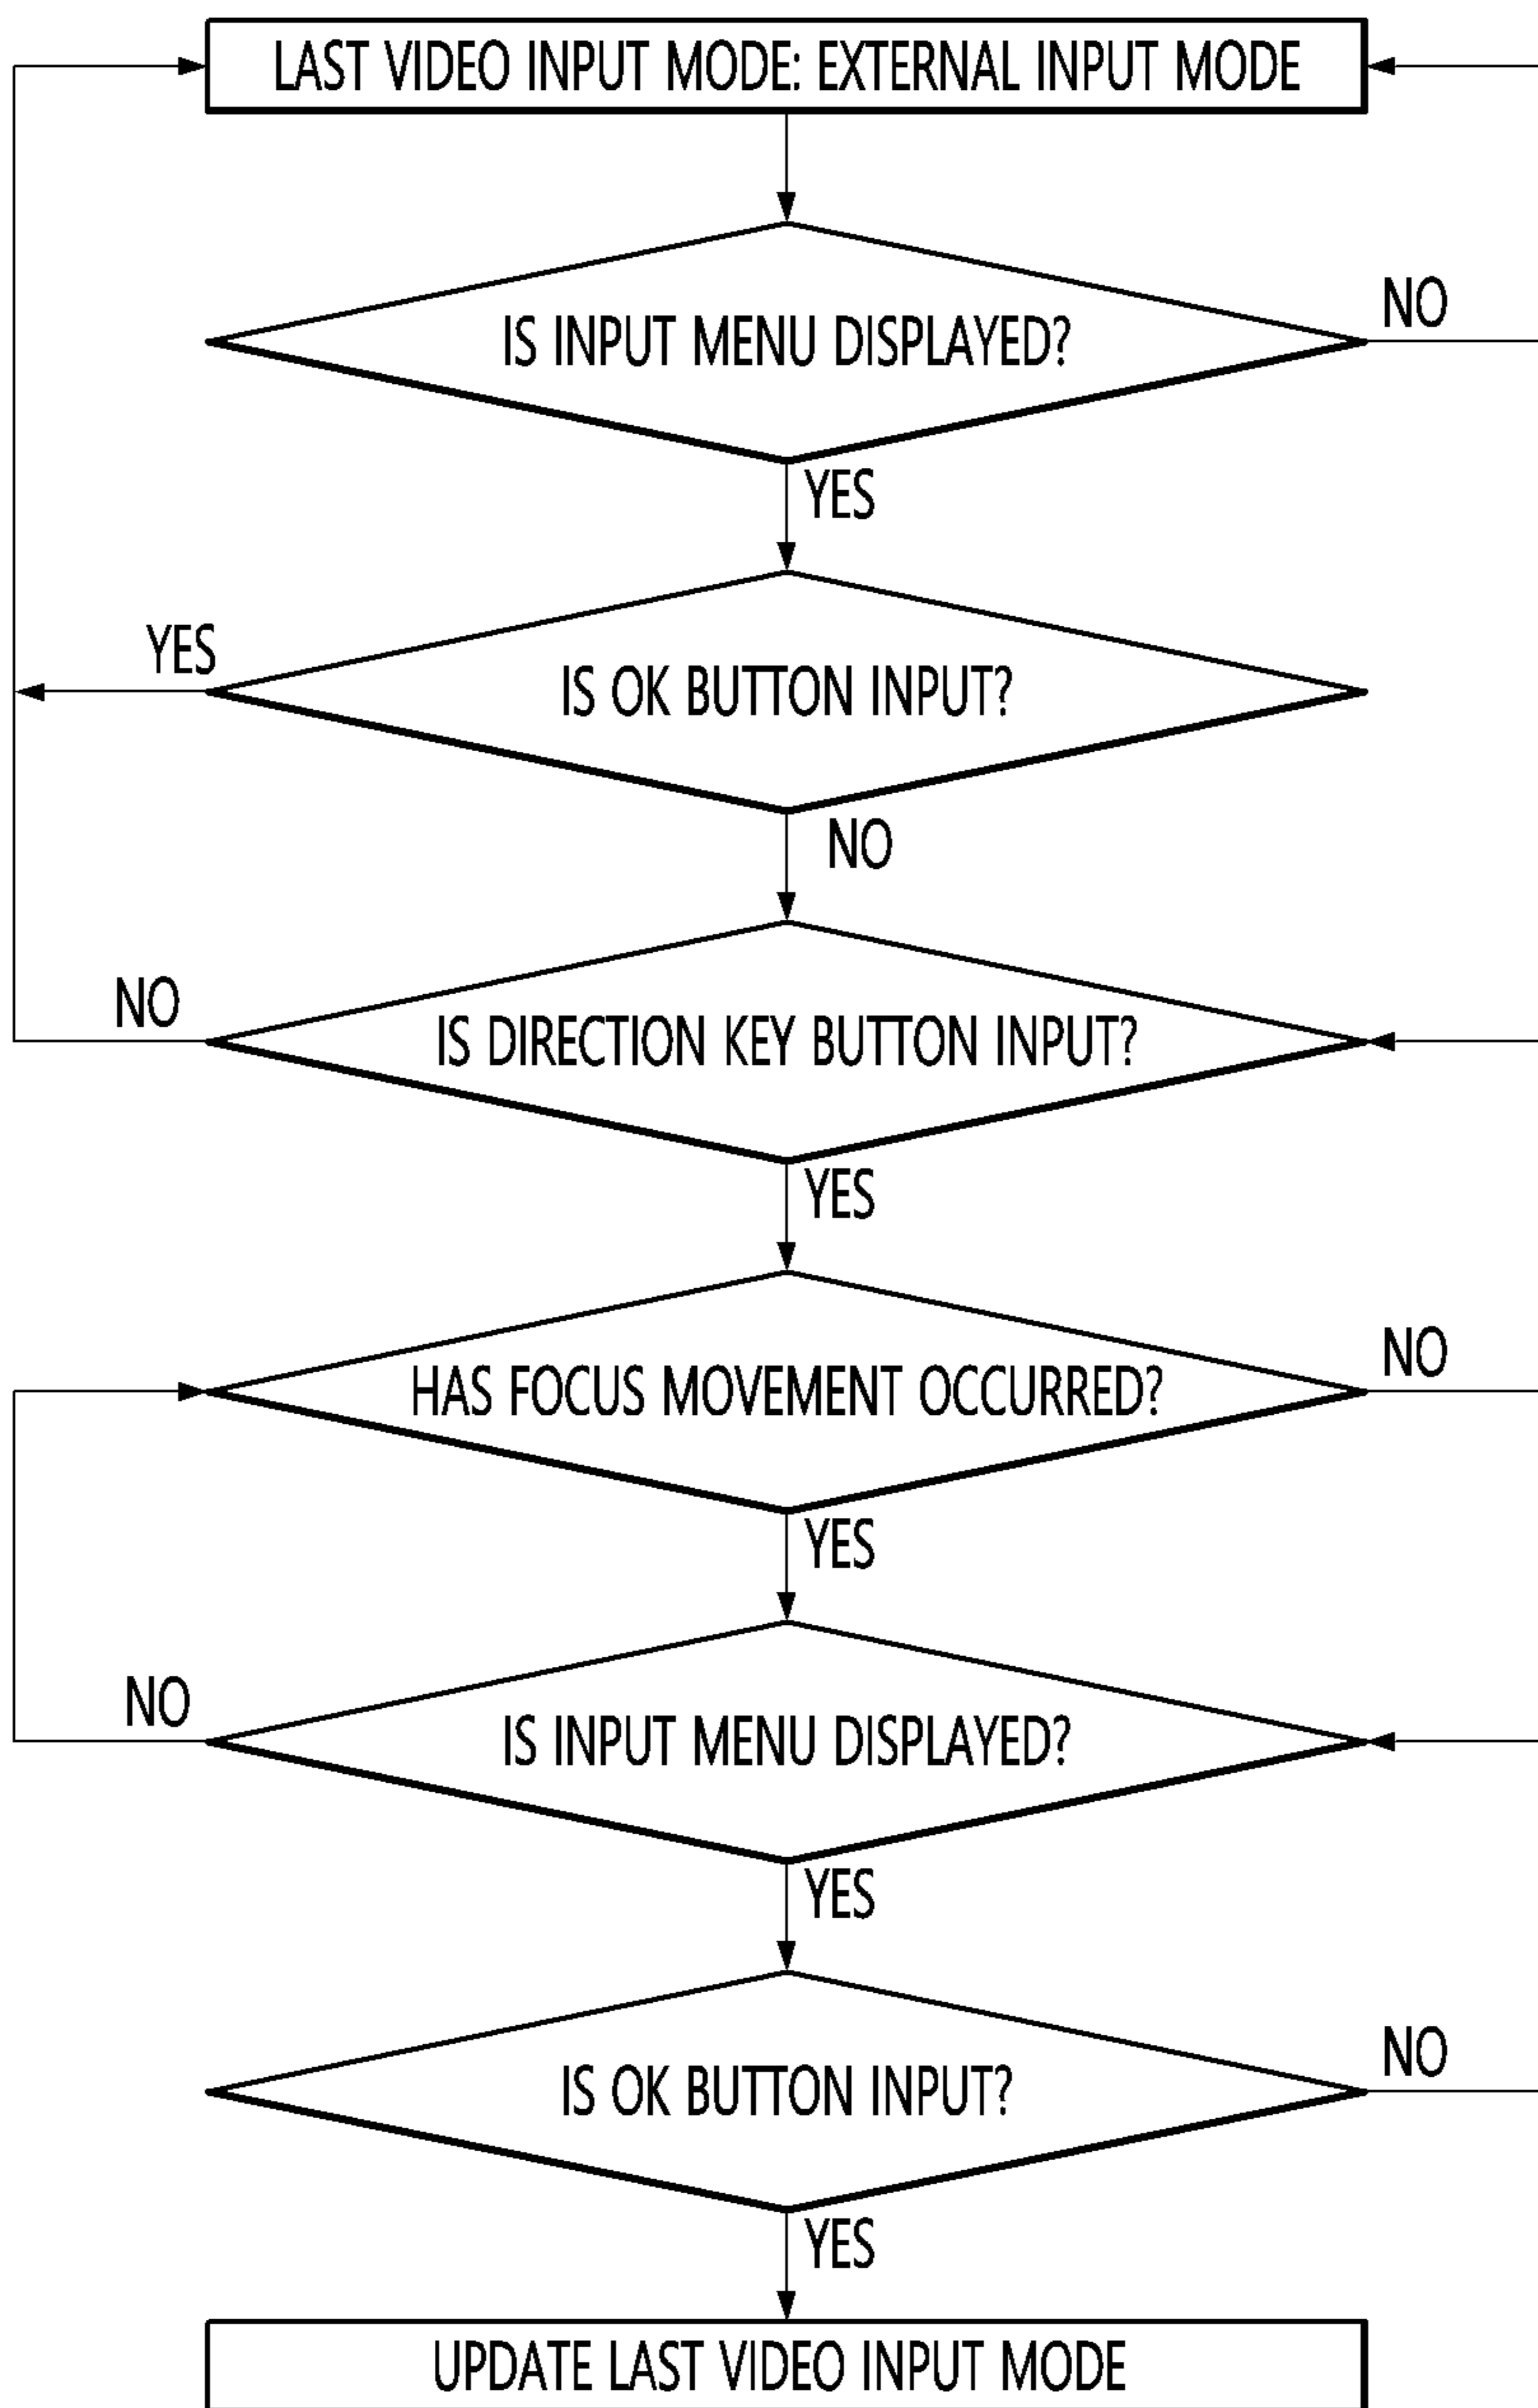 LAST VIDEO INPUT MODE: EXTERNAL INPUT MODE
IS INPUT MENU DISPLAYED?
NO
YES
IS OK BUTTON INPUT?
YES
NO
IS DIRECTION KEY BUTTON INPUT?
NO
YES
HAS FOCUS MOVEMENT OCCURRED?
NO
YES
IS INPUT MENU DISPLAYED?
NO
YES
IS OK BUTTON INPUT?
NO
YES
UPDATE LAST VIDEO INPUT MODE